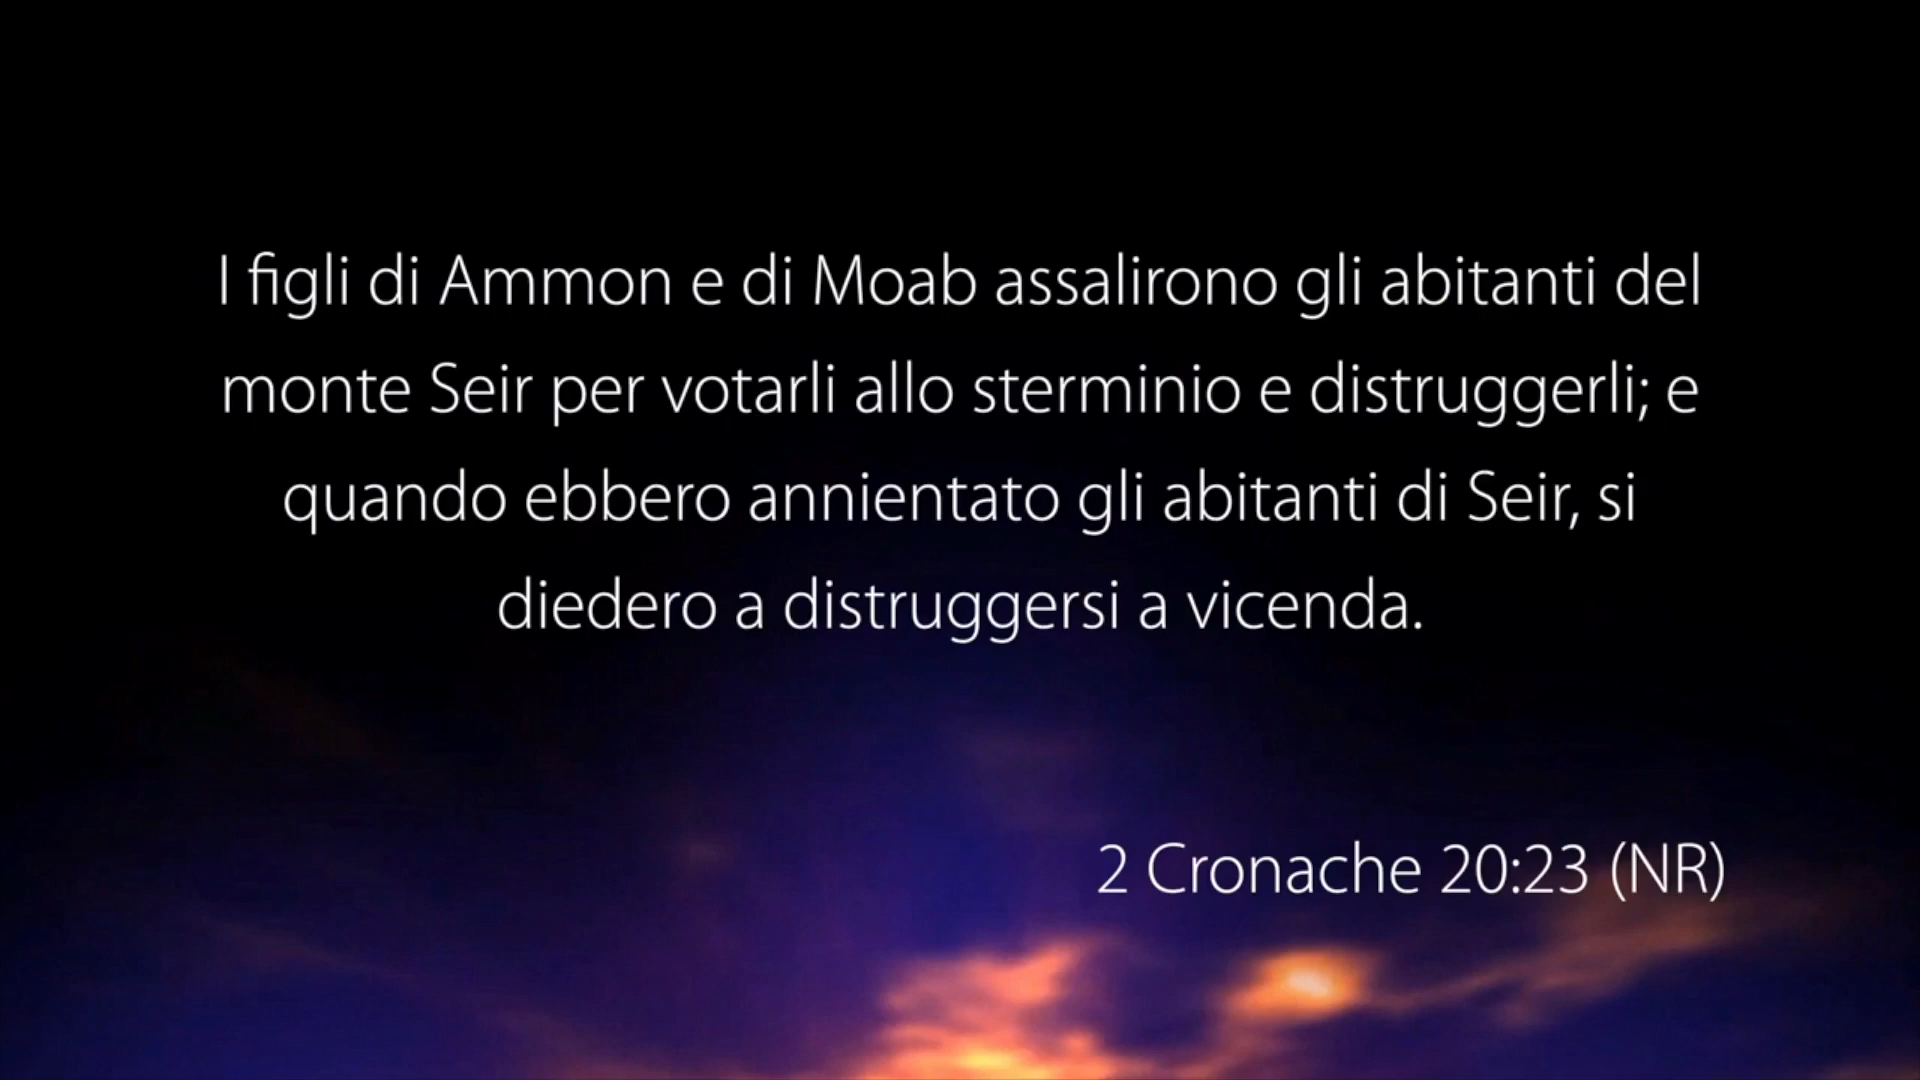 I figli di Ammon e di Moab assalirono gli abitanti del
monte Seir per votarli allo sterminio e distruggerli; e
quando ebbero annientato gli abitanti di Seir, si
diedero a distruggersi a vicenda.
2 Cronache 20:23 (NR)